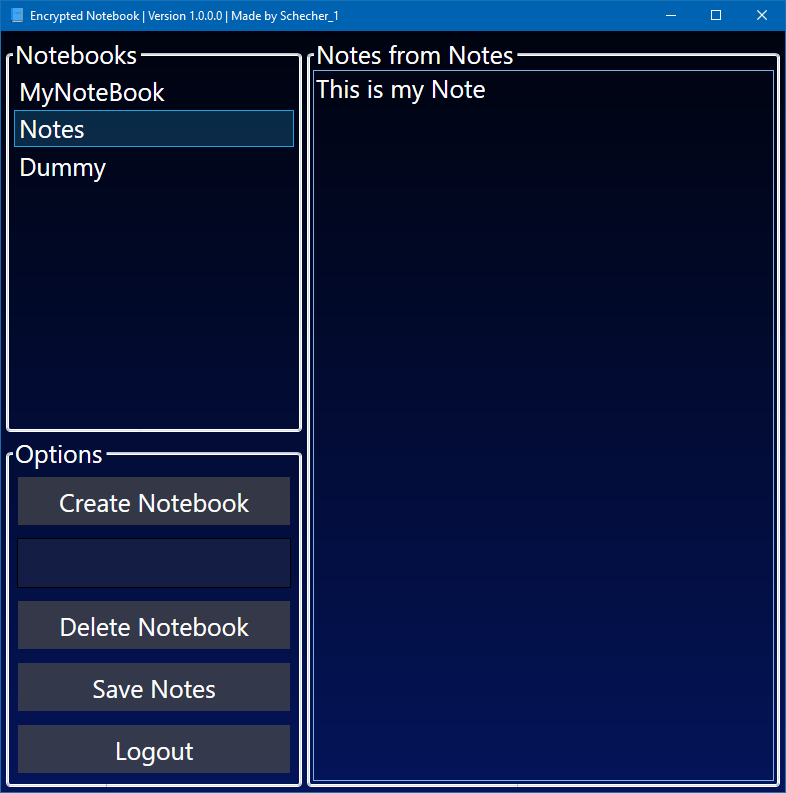 Encrypted Notebook | Version 1.0.0.0 | Made by Schecher_1
Notebooks
MyNoteBook
Notes
Dummy
Options
Create Notebook
Delete Notebook
Save Notes
Logout
Notes from Notes
This is my Note